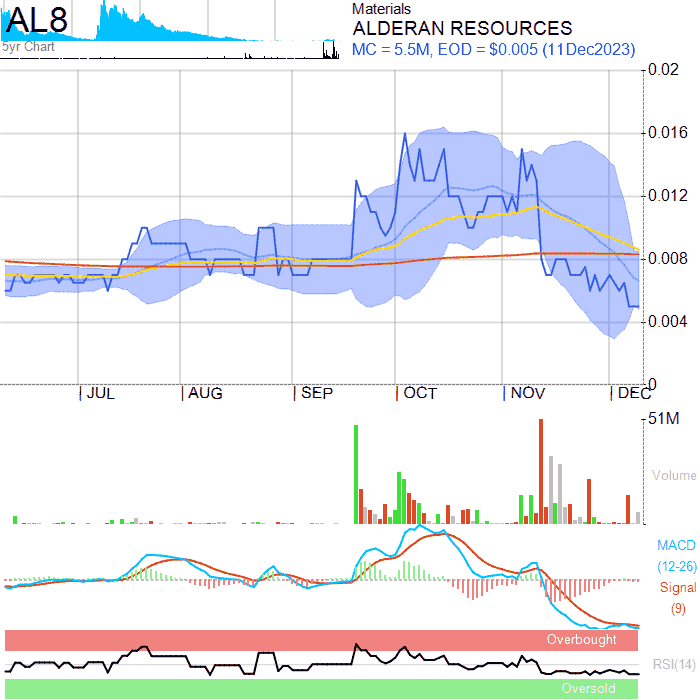 AL8
5yr Chart
Materials
ALDERAN RESOURCES
MC = 5.5M, EOD = $0.005 (11Dec2023)
0.02
0.016
0.012
0.008
0.004
0
JUL
AUG
SEP
OCT
NOV
DEC
51M
Volume
MACD
(12-26)
Signal
(9)
Overbought
RSI(14)
Oversold